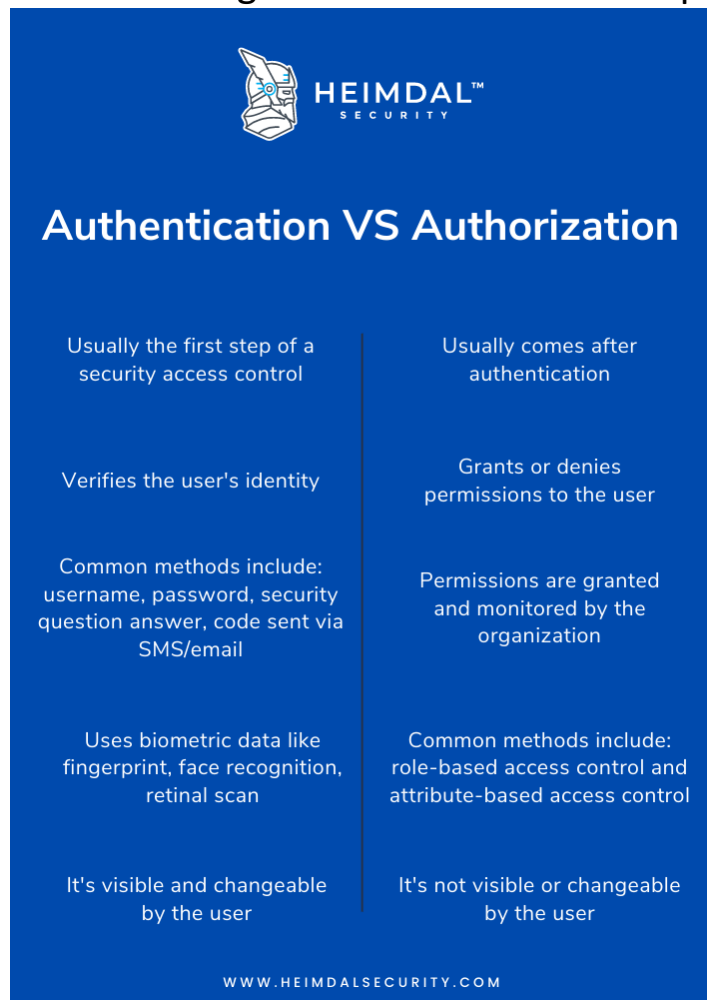 HEIMDAL™
SECURITY
Authentication VS Authorization
Usually the first step of a
security access control
Usually comes after
authentication
Verifies the user's identity
Grants or denies
permissions to the user
Common methods include:
username, password, security
question answer, code sent via
SMS/email
Permissions are granted
and monitored by the
organization
Uses biometric data like
fingerprint, face recognition,
retinal scan
Common methods include:
role-based access control and
attribute-based access control
It's visible and changeable
by the user
It's not visible or changeable
by the user
WWW.HEIMDALSECURITY.COM